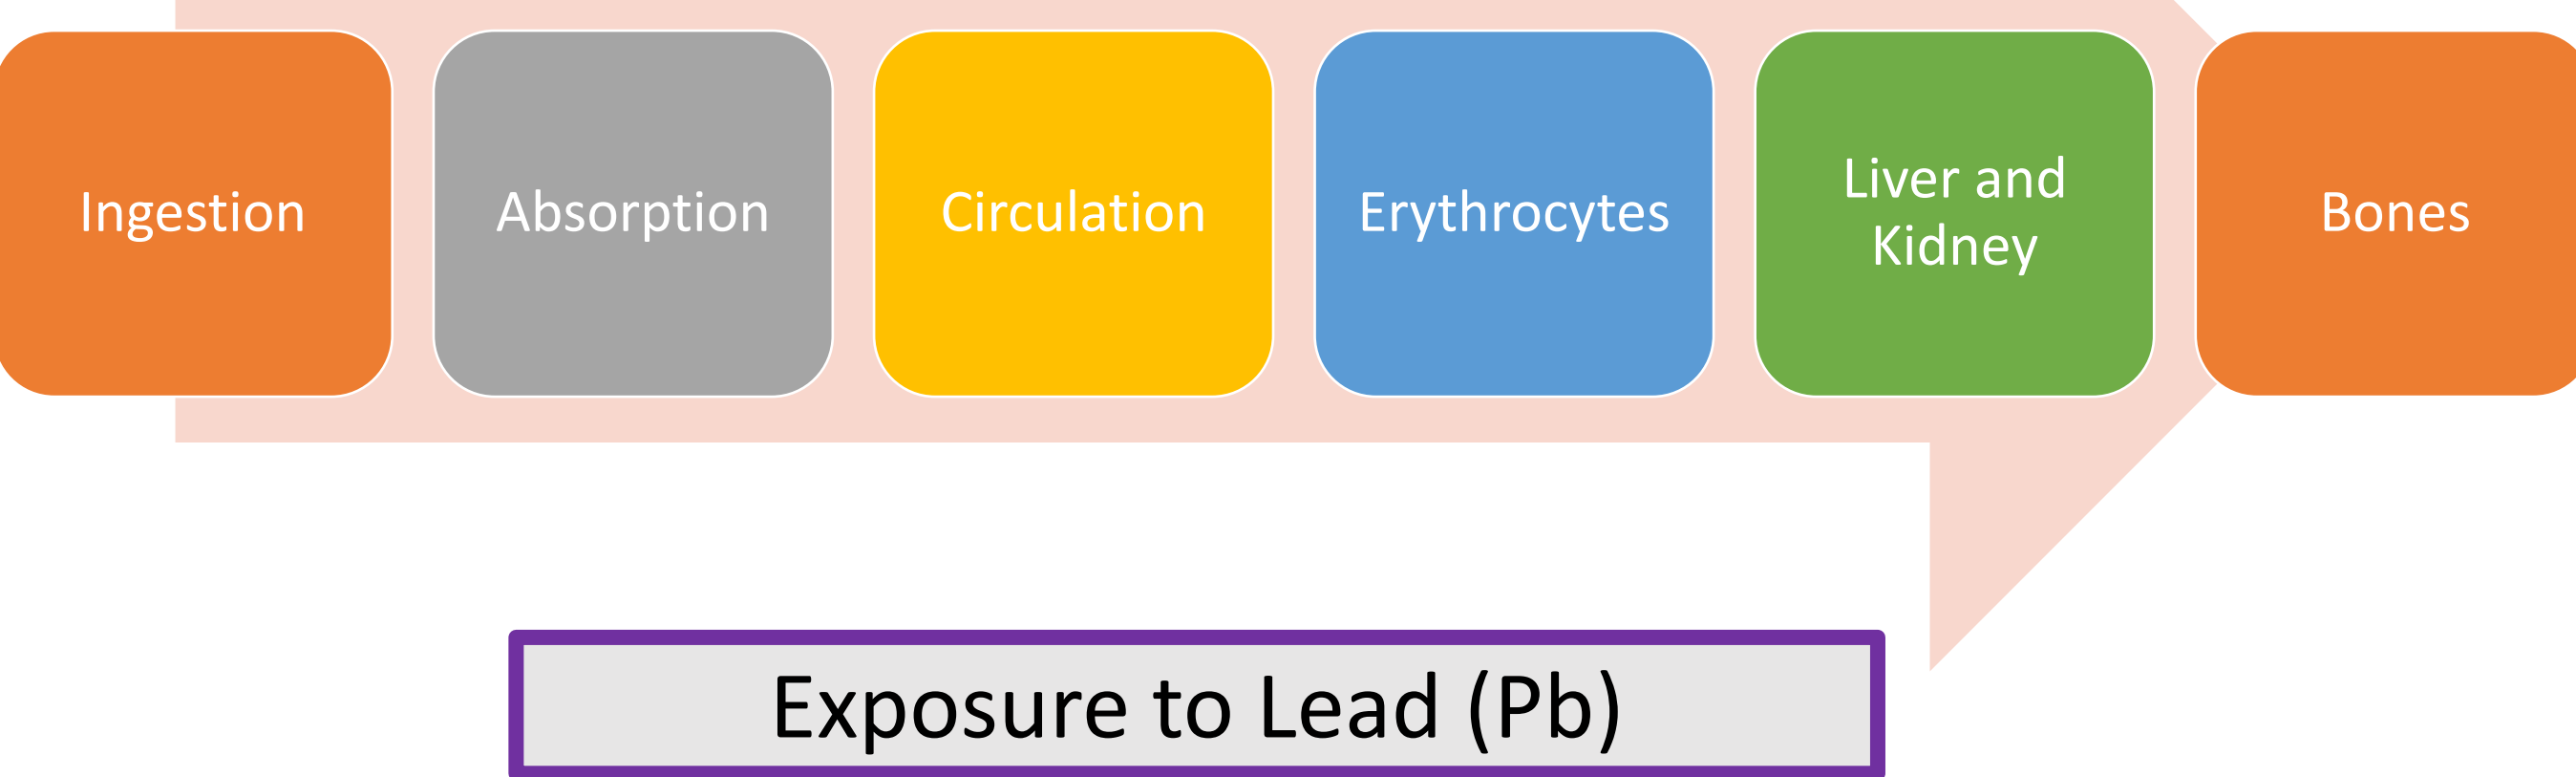 Ingestion
Absorption
Circulation
Erythrocytes
Liver and
Kidney
Bones
Exposure to Lead (Pb)